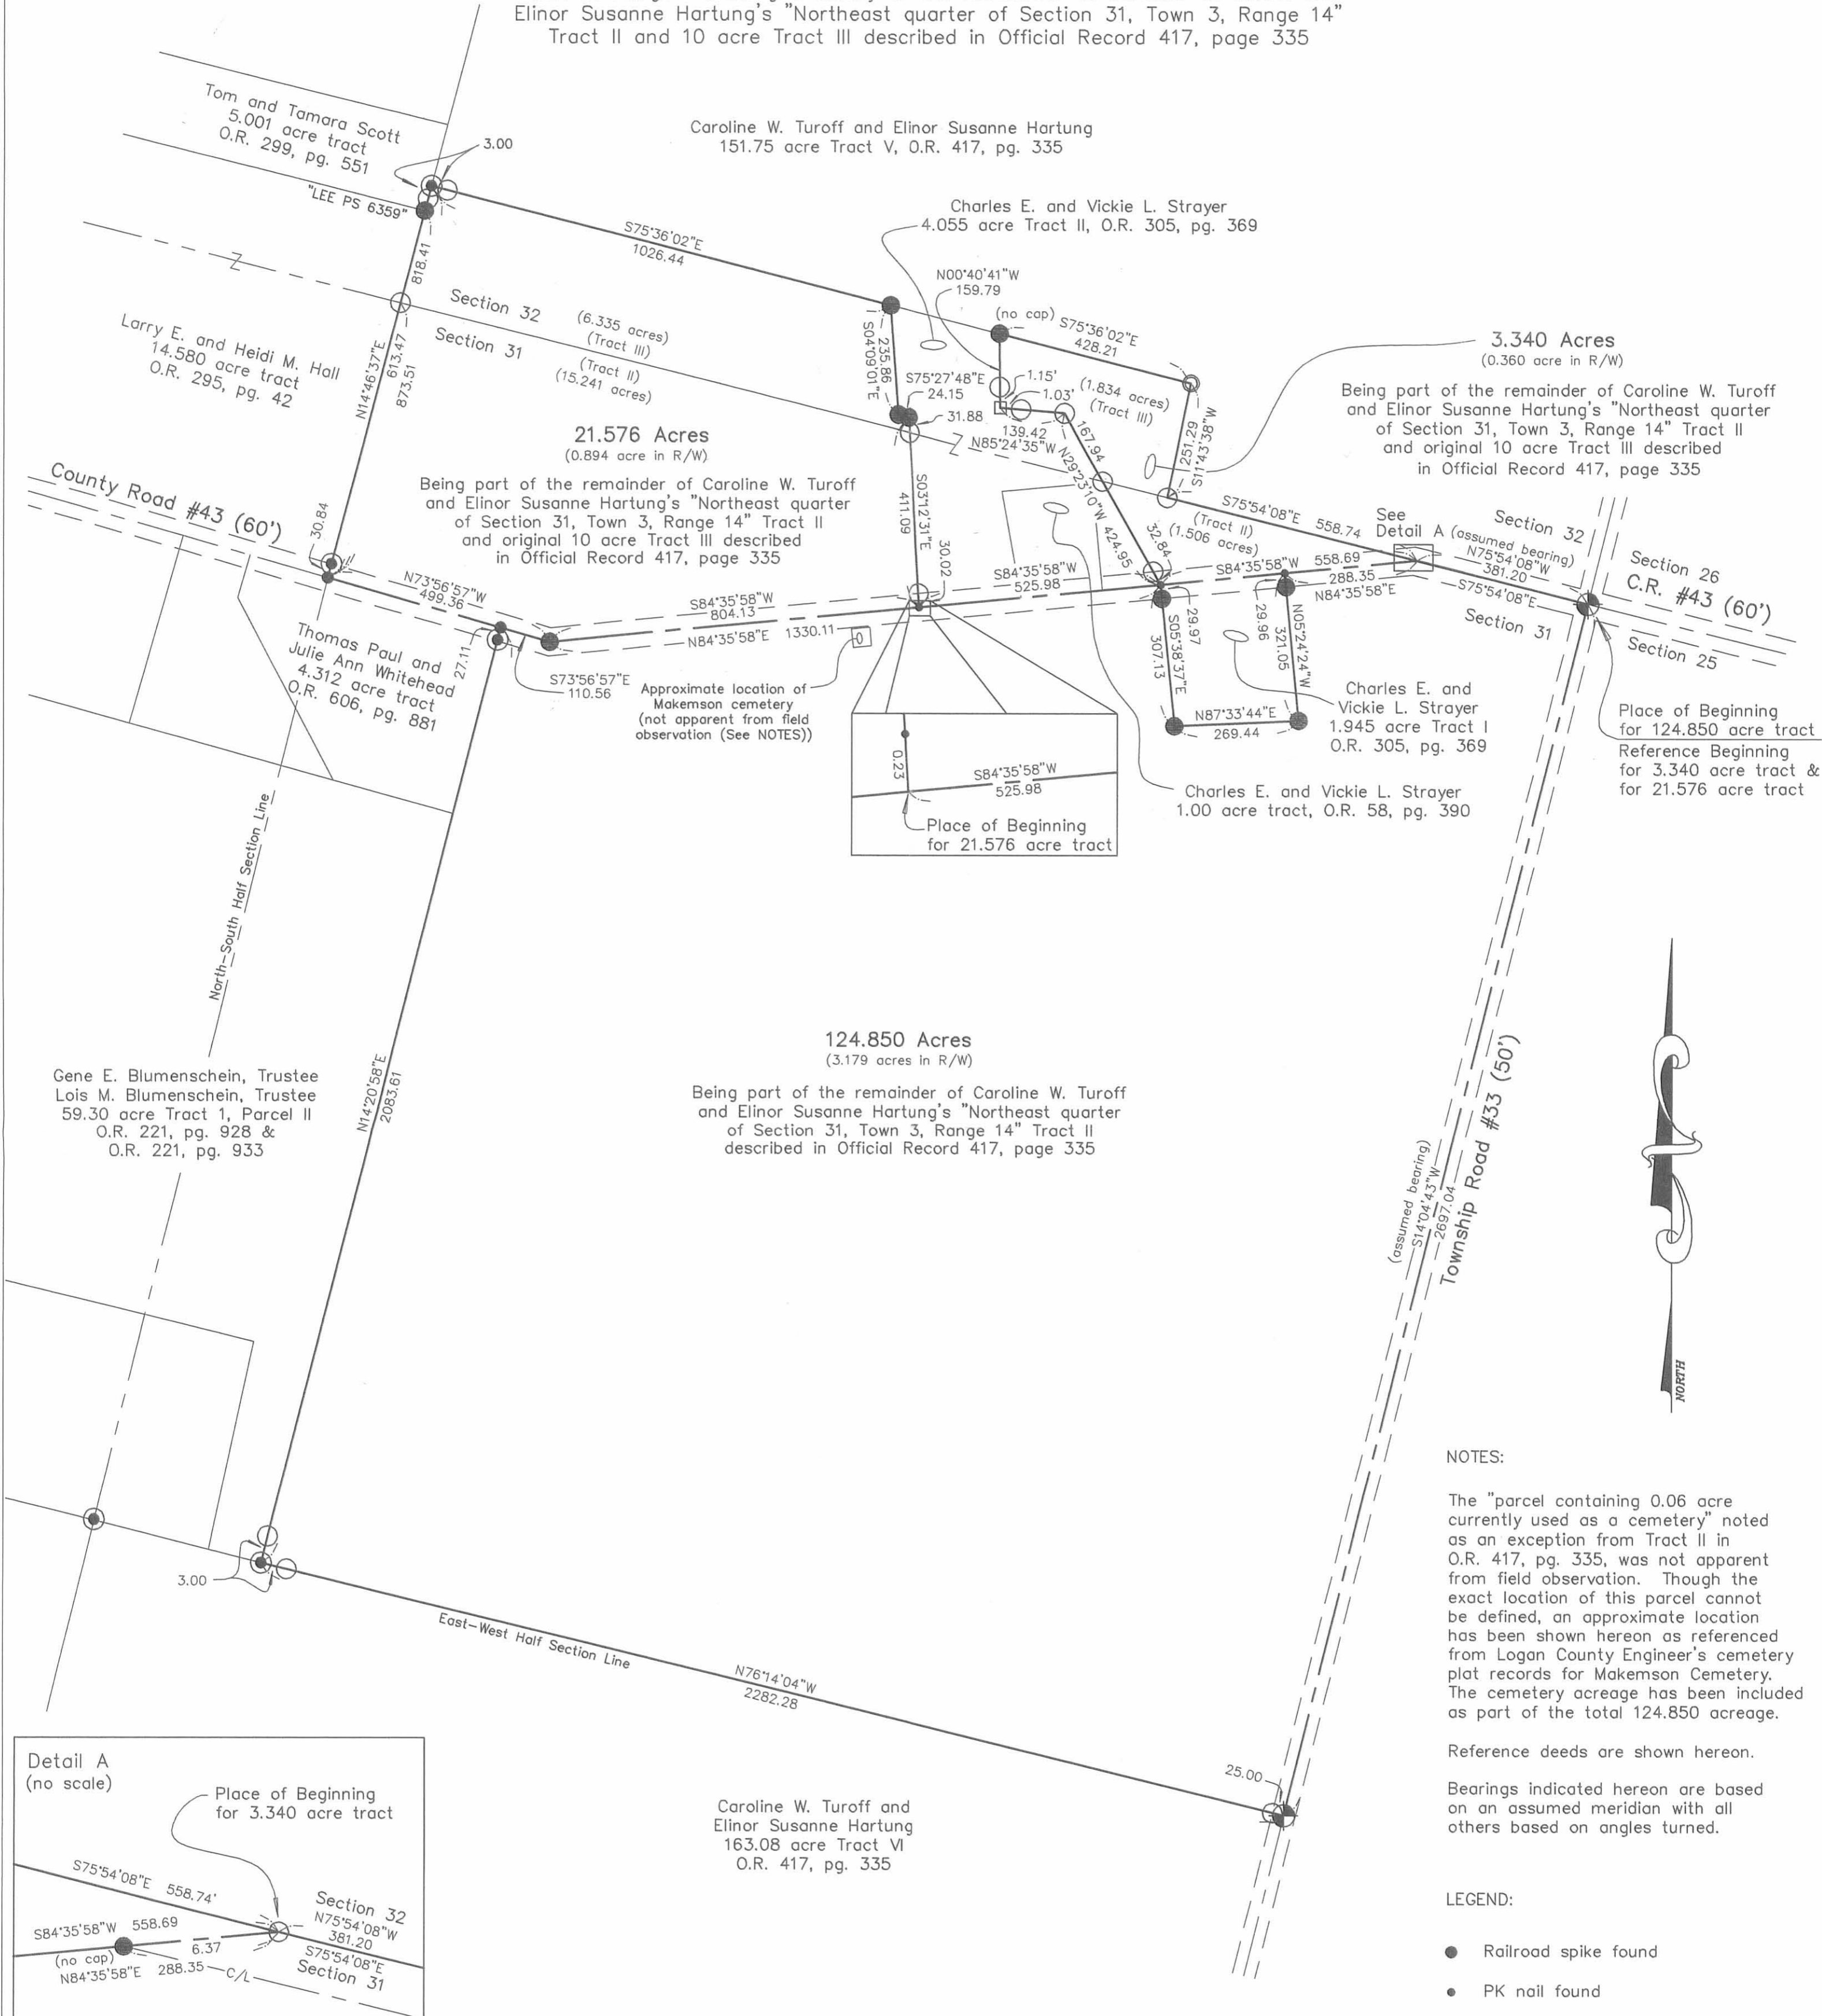 Elinor Susanne Hartung's "Northeast quarter of Section 31, Town 3, Range 14"
Tract II and 10 acre Tract III described in Official Record 417, page 335
Tom and Tamara Scott
5.001 acre tract
O.R. 299, pg. 551
3.00
"LEE PS 6359"
Caroline W. Turoff and Elinor Susanne Hartung
151.75 acre Tract V, O.R. 417, pg. 335
Charles E. and Vickie L. Strayer
4.055 acre Tract II, O.R. 305, pg. 369
S75°36'02"E
1026.44
N00°40'41"W
159.79
(no cap)
S75°36'02"E
428.21
818.41
Section 32
(6.335 acres)
(Tract III)
Section 31
(Tract II)
(15.241 acres)
Larry E. and Heidi M. Hall
14.580 acre tract
O.R. 295, pg. 42
N14°46'37"E
613.47
873.51
235.86
S04°09'01"E
S75°27'48"E
24.15
31.88
1.15'
1.03'
(1.834 acres)
(Tract III)
139.42
N85°24'35"W
167.94
N29°23'10"W 424.95
251.29
S11°43'38"W
3.340 Acres
(0.360 acre in R/W)
Being part of the remainder of Caroline W. Turoff
and Elinor Susanne Hartung's "Northeast quarter
of Section 31, Town 3, Range 14" Tract II
and original 10 acre Tract III described
in Official Record 417, page 335
21.576 Acres
(0.894 acre in R/W)
Being part of the remainder of Caroline W. Turoff
and Elinor Susanne Hartung's "Northeast quarter
of Section 31, Town 3, Range 14" Tract II
and original 10 acre Tract III described
in Official Record 417, page 335
County Road #43 (60')
30.84
S03°12'31"E
411.09
30.02
32.84
(Tract II)
(1.506 acres)
S75°54'08"E 558.74
See
Detail A
(assumed bearing)
N75°54'08"W
381.20
S75°54'08"E
Section 32
Section 26
C.R. #43 (60')
Section 31
Section 25
N73°56'57"W
499.36
S84°35'58"W
804.13
N84°35'58"E 1330.11
S84°35'58"W
525.98
S84°35'58"W 558.69
288.35
N84°35'58"E
29.97
S05°38'37"E
307.13
29.96
N05°24'24"W
321.05
N87°33'44"E
269.44
Thomas Paul and
Julie Ann Whitehead
4.312 acre tract
O.R. 606, pg. 881
27.11
S73°56'57"E
110.56
Approximate location of
Makemson cemetery
(not apparent from field
observation (See NOTES))
Charles E. and
Vickie L. Strayer
1.945 acre Tract I
O.R. 305, pg. 369
Place of Beginning
for 124.850 acre tract
Reference Beginning
for 3.340 acre tract &
for 21.576 acre tract
0.23
S84°35'58"W
525.98
Place of Beginning
for 21.576 acre tract
Charles E. and Vickie L. Strayer
1.00 acre tract, O.R. 58, pg. 390
North-South Half Section Line
Gene E. Blumenschein, Trustee
Lois M. Blumenschein, Trustee
59.30 acre Tract 1, Parcel II
O.R. 221, pg. 928 &
O.R. 221, pg. 933
N14°20'58"E
2083.61
124.850 Acres
(3.179 acres in R/W)
Being part of the remainder of Caroline W. Turoff
and Elinor Susanne Hartung's "Northeast quarter
of Section 31, Town 3, Range 14" Tract II
described in Official Record 417, page 335
(assumed bearing)
S14°04'43"W
2697.04
Township Road #33 (50')
NORTH
3.00
East-West Half Section Line
N76°14'04"W
2282.28
25.00
Caroline W. Turoff and
Elinor Susanne Hartung
163.08 acre Tract VI
O.R. 417, pg. 335
NOTES:
The "parcel containing 0.06 acre
currently used as a cemetery" noted
as an exception from Tract II in
O.R. 417, pg. 335, was not apparent
from field observation. Though the
exact location of this parcel cannot
be defined, an approximate location
has been shown hereon as referenced
from Logan County Engineer's cemetery
plat records for Makemson Cemetery.
The cemetery acreage has been included
as part of the total 124.850 acreage.
Reference deeds are shown hereon.
Bearings indicated hereon are based
on an assumed meridian with all
others based on angles turned.
LEGEND:
Railroad spike found
PK nail found
Detail A
(no scale)
Place of Beginning
for 3.340 acre tract
S75°54'08"E 558.74'
S84°35'58"W 558.69
6.37
(no cap)
N84°35'58"E 288.35
C/L
Section 32
N75°54'08"W
381.20
S75°54'08"E
Section 31